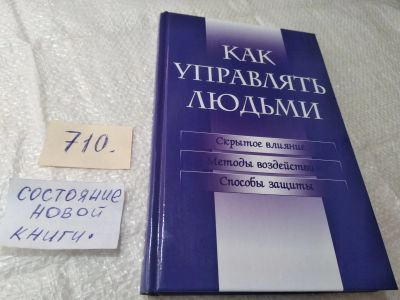 КАК
УПРАВЛЯТЬ
ЛЮДЬМИ
Скрытое влияние
Методы воздействия
Способы защиты
710.
состояние
новой
книги.